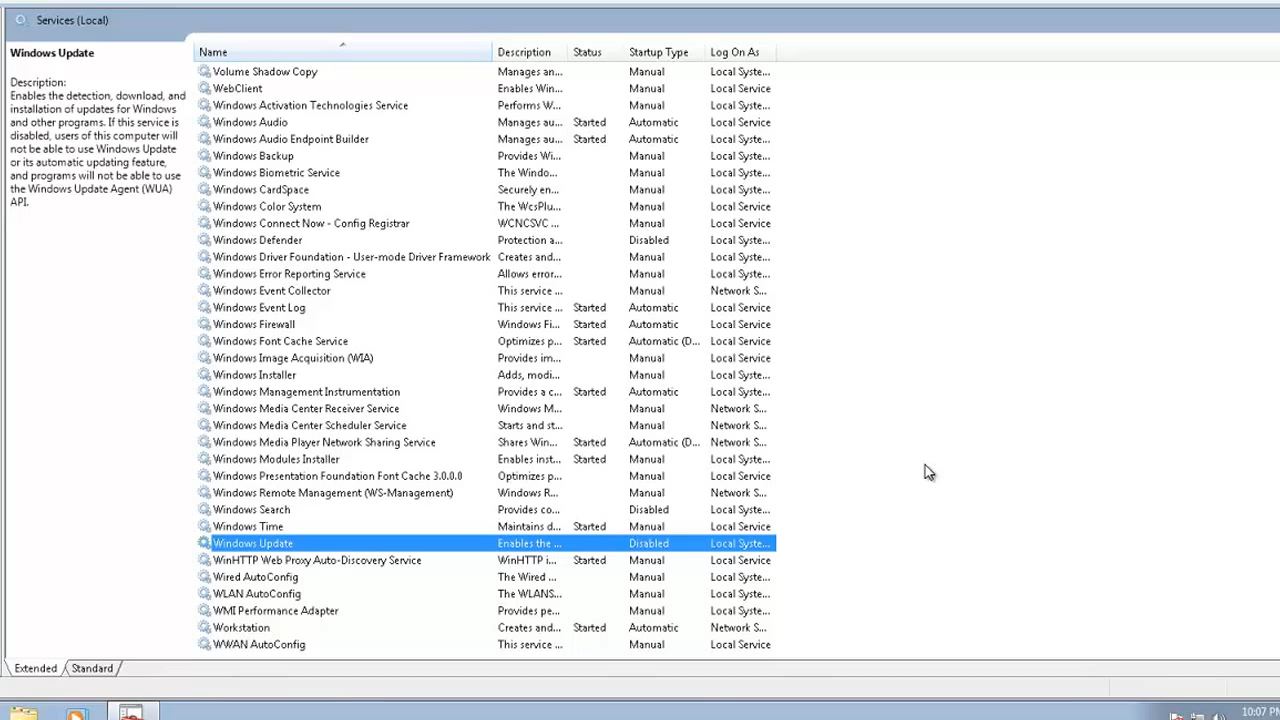 Services (Local)
Windows Update
Description:
Enables the detection, download, and
installation of updates for Windows
and other programs. If this service is
disabled, users of this computer will
not be able to use Windows Update
or its automatic updating feature,
and programs will not be able to use
the Windows Update Agent (WUA)
API.
Name Description Status Startup Type Log On As
Volume Shadow Copy Manages an... Manual Local Syste...
WebClient Enables Win... Manual Local Service
Windows Activation Technologies Service Performs W... Manual Local Syste...
Windows Audio Manages au... Started Automatic Local Service
Windows Audio Endpoint Builder Manages au... Started Automatic Local Syste...
Windows Backup Provides Wi... Manual Local Syste...
Windows Biometric Service The Windo... Manual Local Syste...
Windows CardSpace Securely en... Manual Local Syste...
Windows Color System The WcsPlu... Manual Local Service
Windows Connect Now - Config Registrar WCNCSVC ... Manual Local Service
Windows Defender Protection a... Disabled Local Syste...
Windows Driver Foundation - User-mode Driver Framework Creates and... Manual Local Syste...
Windows Error Reporting Service Allows error... Manual Local Syste...
Windows Event Collector This service ... Manual Network S...
Windows Event Log This service ... Started Automatic Local Service
Windows Firewall Windows Fi... Started Automatic Local Service
Windows Font Cache Service Optimizes p... Started Automatic (D... Local Service
Windows Image Acquisition (WIA) Provides im... Manual Local Service
Windows Installer Adds, modi... Manual Local Syste...
Windows Management Instrumentation Provides a c... Started Automatic Local Syste...
Windows Media Center Receiver Service Windows M... Manual Network S...
Windows Media Center Scheduler Service Starts and st... Manual Network S...
Windows Media Player Network Sharing Service Shares Win... Started Automatic (D... Network S...
Windows Modules Installer Enables inst... Started Manual Local Syste...
Windows Presentation Foundation Font Cache 3.0.0.0 Optimizes p... Manual Local Service
Windows Remote Management (WS-Management) Windows R... Manual Network S...
Windows Search Provides co... Disabled Local Syste...
Windows Time Maintains d... Started Manual Local Service
Windows Update Enables the ... Disabled Local Syste...
WinHTTP Web Proxy Auto-Discovery Service WinHTTP i... Started Manual Local Service
Wired AutoConfig The Wired ... Manual Local Syste...
WLAN AutoConfig The WLANS... Manual Local Syste...
WMI Performance Adapter Provides pe... Manual Local Syste...
Workstation Creates and... Started Automatic Network S...
WWAN AutoConfig This service ... Manual Local Service
Extended Standard
10:07 PM